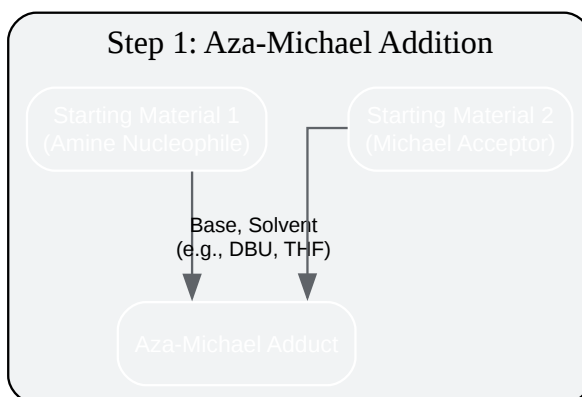 Step 1: Aza-Michael Addition
Starting Material 1
(Amine Nucleophile)
Starting Material 2
(Michael Acceptor)
Base, Solvent
(e.g., DBU, THF)
Aza-Michael Adduct